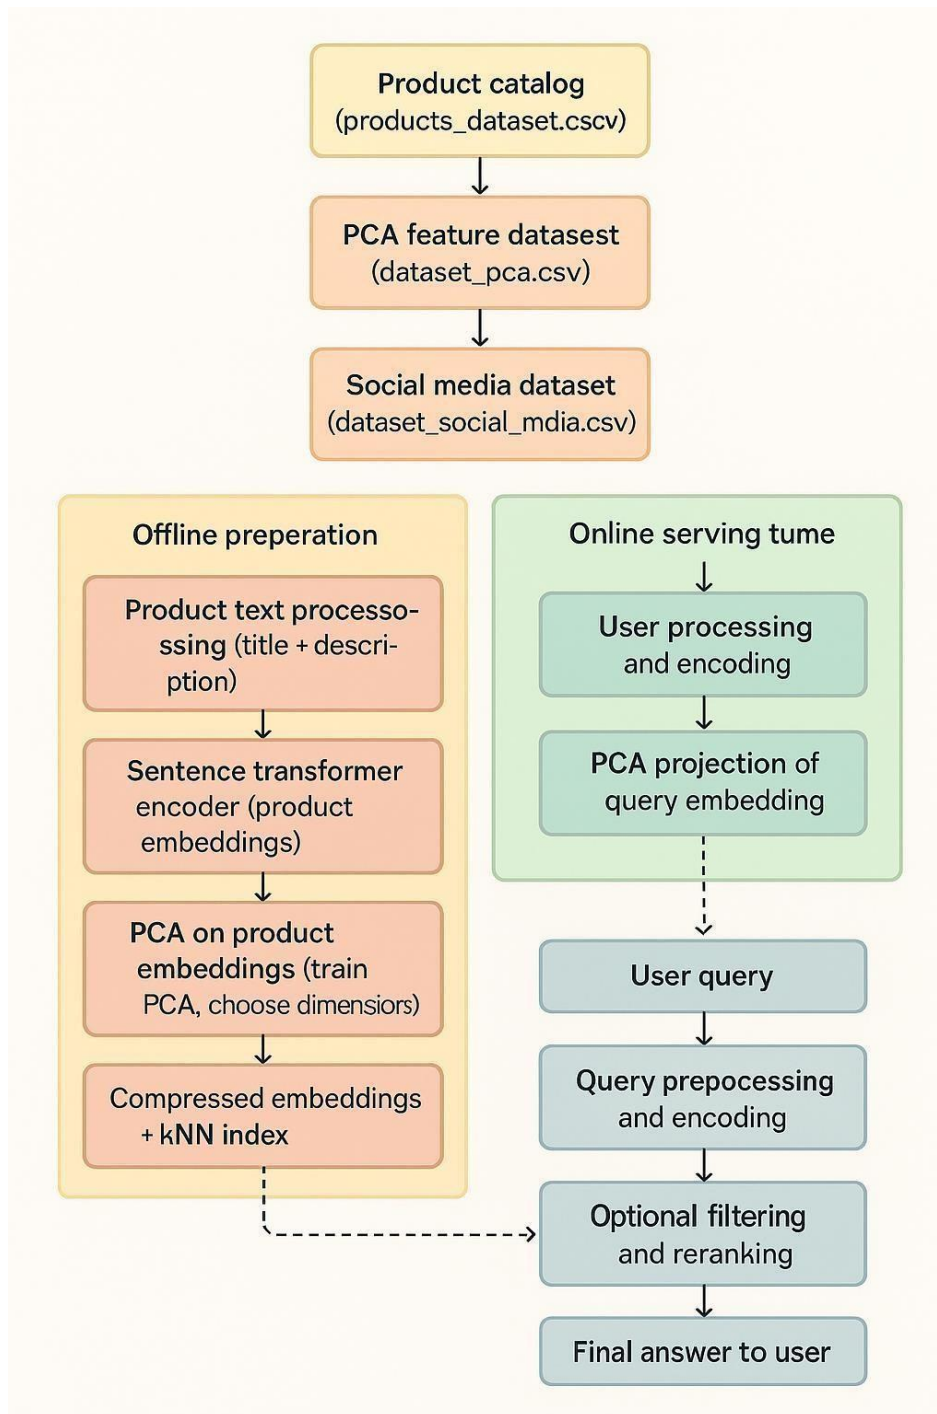 Product catalog
(products_dataset.cscv)
PCA feature datasest
(dataset_pca.csv)
Social media dataset
(dataset_social_mdia.csv)
Offline preperation
Product text processo-
ssing (title + descri-
ption)
Sentence transformer
encoder (product
embeddings)
PCA on product
embeddings (train
PCA, choose dimensiors)
Compressed embeddings
+ kNN index
Online serving tume
User processing
and encoding
PCA projection of
query embedding
User query
Query prepocessing
and encoding
Optional filtering
and reranking
Final answer to user